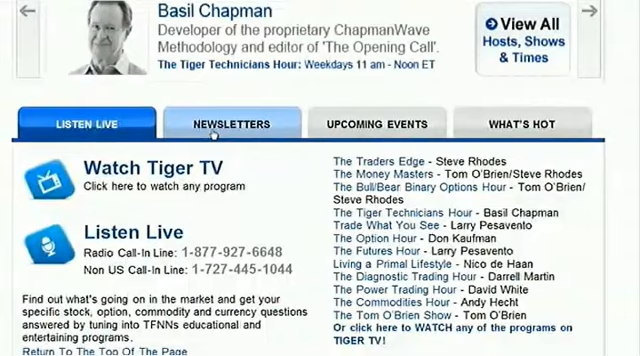 Basil Chapman
Developer of the proprietary ChapmanWave
Methodology and editor of 'The Opening Call'.
The Tiger Technicians Hour: Weekdays 11 am - Noon ET
View All
Hosts, Shows
& Times
LISTEN LIVE
NEWSLETTERS
UPCOMING EVENTS
WHAT'S HOT
Watch Tiger TV
Click here to watch any program
Listen Live
Radio Call-In Line: 1-877-927-6648
Non US Call-In Line: 1-727-445-1044
Find out what's going on in the market and get your
specific stock, option, commodity and currency questions
answered by tuning into TFNNs educational and
entertaining programs.
Return To The Top Of The Page
The Traders Edge - Steve Rhodes
The Money Masters - Tom O'Brien/Steve Rhodes
The Bull/Bear Binary Options Hour - Tom O'Brien/
Steve Rhodes
The Tiger Technicians Hour - Basil Chapman
Trade What You See - Larry Pesavento
The Option Hour - Don Kaufman
The Futures Hour - Larry Pesavento
Living a Primal Lifestyle - Nico de Haan
The Diagnostic Trading Hour - Darrell Martin
The Power Trading Hour - David White
The Commodities Hour - Andy Hecht
The Tom O'Brien Show - Tom O'Brien
Or click here to WATCH any of the programs on
TIGER TV!